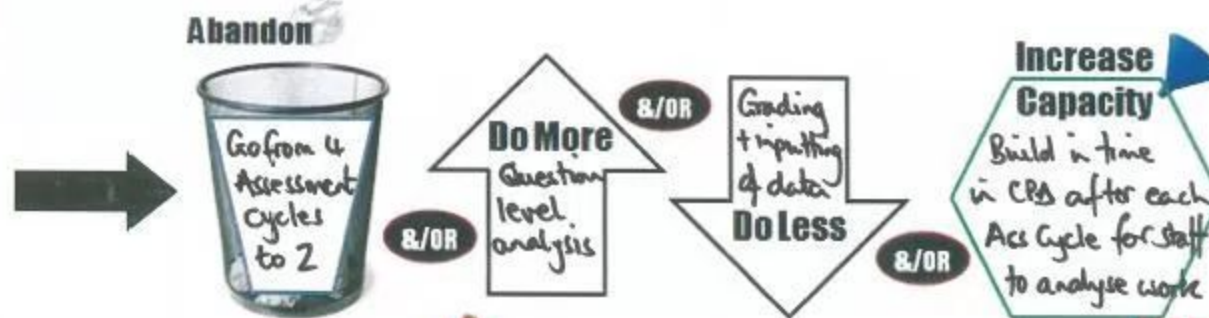 Abandon
Go from 4
Assessment
Cycles
to 2
&/OR
Do More
Question
level
analysis
&/OR
Grading
+ inputting
of data
Do Less
&/OR
Increase
Capacity
Build in time
in CPD after each
Ass Cycle for staff
to analyse work